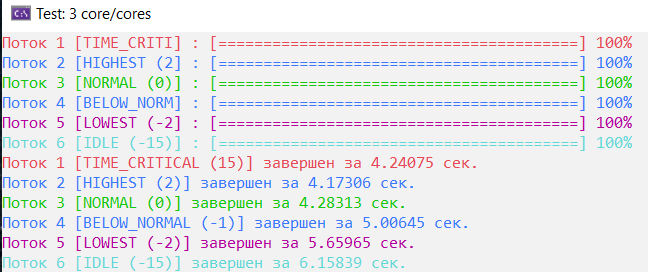 Test: 3 core/cores
Поток 1 [TIME_CRITI] : [========================================] 100%
Поток 2 [HIGHEST (2] : [========================================] 100%
Поток 3 [NORMAL (0)] : [========================================] 100%
Поток 4 [BELOW_NORM] : [========================================] 100%
Поток 5 [LOWEST (-2] : [========================================] 100%
Поток 6 [IDLE (-15)] : [========================================] 100%
Поток 1 [TIME_CRITICAL (15)] завершен за 4.24075 сек.
Поток 2 [HIGHEST (2)] завершен за 4.17306 сек.
Поток 3 [NORMAL (0)] завершен за 4.28313 сек.
Поток 4 [BELOW_NORMAL (-1)] завершен за 5.00645 сек.
Поток 5 [LOWEST (-2)] завершен за 5.65965 сек.
Поток 6 [IDLE (-15)] завершен за 6.15839 сек.